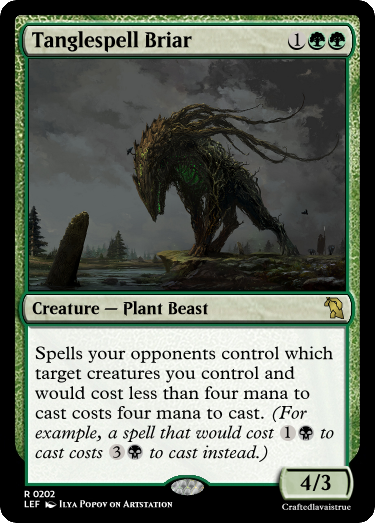 Tanglespell Briar 1
Creature — Plant Beast
Spells your opponents control which
target creatures you control and
would cost less than four mana to
cast costs four mana to cast. (For
example, a spell that would cost 1 to
cast costs 3 to cast instead.)
4/3
R 0202
LEF Ilya Popov on Artstation
Craftedlavaistrue